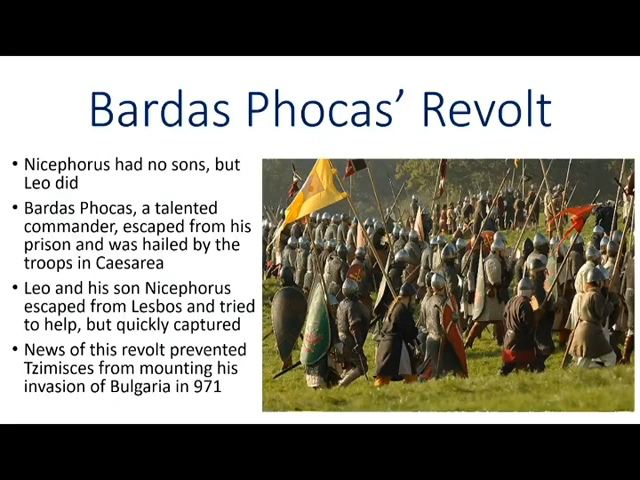 Bardas Phocas’ Revolt
• Nicephorus had no sons, but
Leo did
• Bardas Phocas, a talented
commander, escaped from his
prison and was hailed by the
troops in Caesarea
• Leo and his son Nicephorus
escaped from Lesbos and tried
to help, but quickly captured
• News of this revolt prevented
Tzimisces from mounting his
invasion of Bulgaria in 971